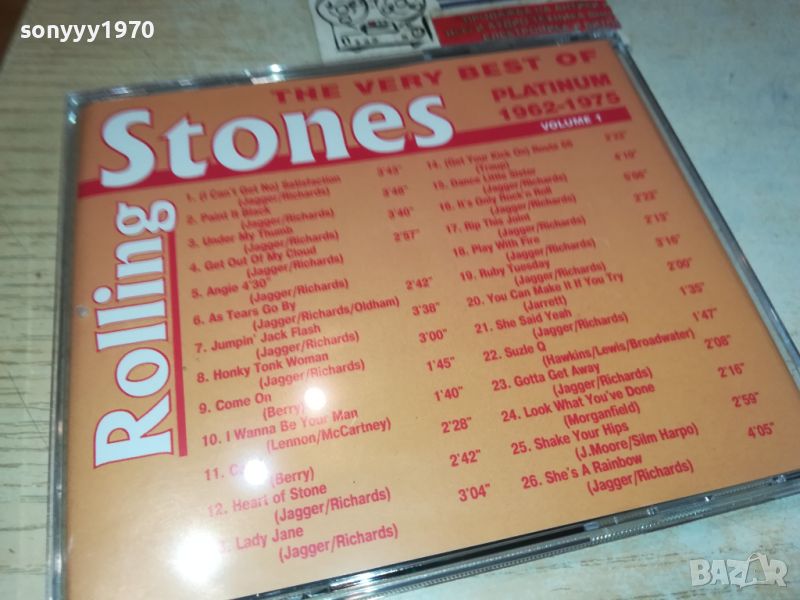 sonyyy1970
THE VERY BEST OF
Rolling Stones
PLATINUM
1962-1975
VOLUME 1
1. (I Can't Get No) Satisfaction 3'43"
(Jagger/Richards)
2. Paint It Black 3'48"
(Jagger/Richards)
3. Under My Thumb 3'40"
(Jagger/Richards)
4. Get Out Of My Cloud 2'57"
(Jagger/Richards)
5. Angie 4'30"
(Jagger/Richards)
6. As Tears Go By 2'42"
(Jagger/Richards/Oldham)
7. Jumpin' Jack Flash 3'38"
(Jagger/Richards)
8. Honky Tonk Woman 3'00"
(Jagger/Richards)
9. Come On 1'45"
(Berry)
10. I Wanna Be Your Man 1'40"
(Lennon/McCartney)
11. 2'28"
(Berry)
12. Heart of Stone 2'42"
(Jagger/Richards)
Lady Jane 3'04"
(Jagger/Richards)
14. (Get Your Kick On) Route 66
(Troup)
15. Dance Little Sister 4'10"
(Jagger/Richards)
16. It's Only Rock'n Roll
(Jagger/Richards)
17. Rip This Joint 2'23"
(Jagger/Richards)
18. Play With Fire 2'13"
(Jagger/Richards)
19. Ruby Tuesday 3'16"
20. You Can Make It If You Try 2'00"
(Jarrett)
21. She Said Yeah 1'35"
(Jagger/Richards)
22. Suzie Q 1'47"
(Hawkins/Lewis/Broadwater)
23. Gotta Get Away 2'08"
(Jagger/Richards)
24. Look What You've Done 2'16"
(Morganfield)
25. Shake Your Hips 2'59"
(J.Moore/Slim Harpo)
26. She's A Rainbow 4'05"
(Jagger/Richards)
BAZAR